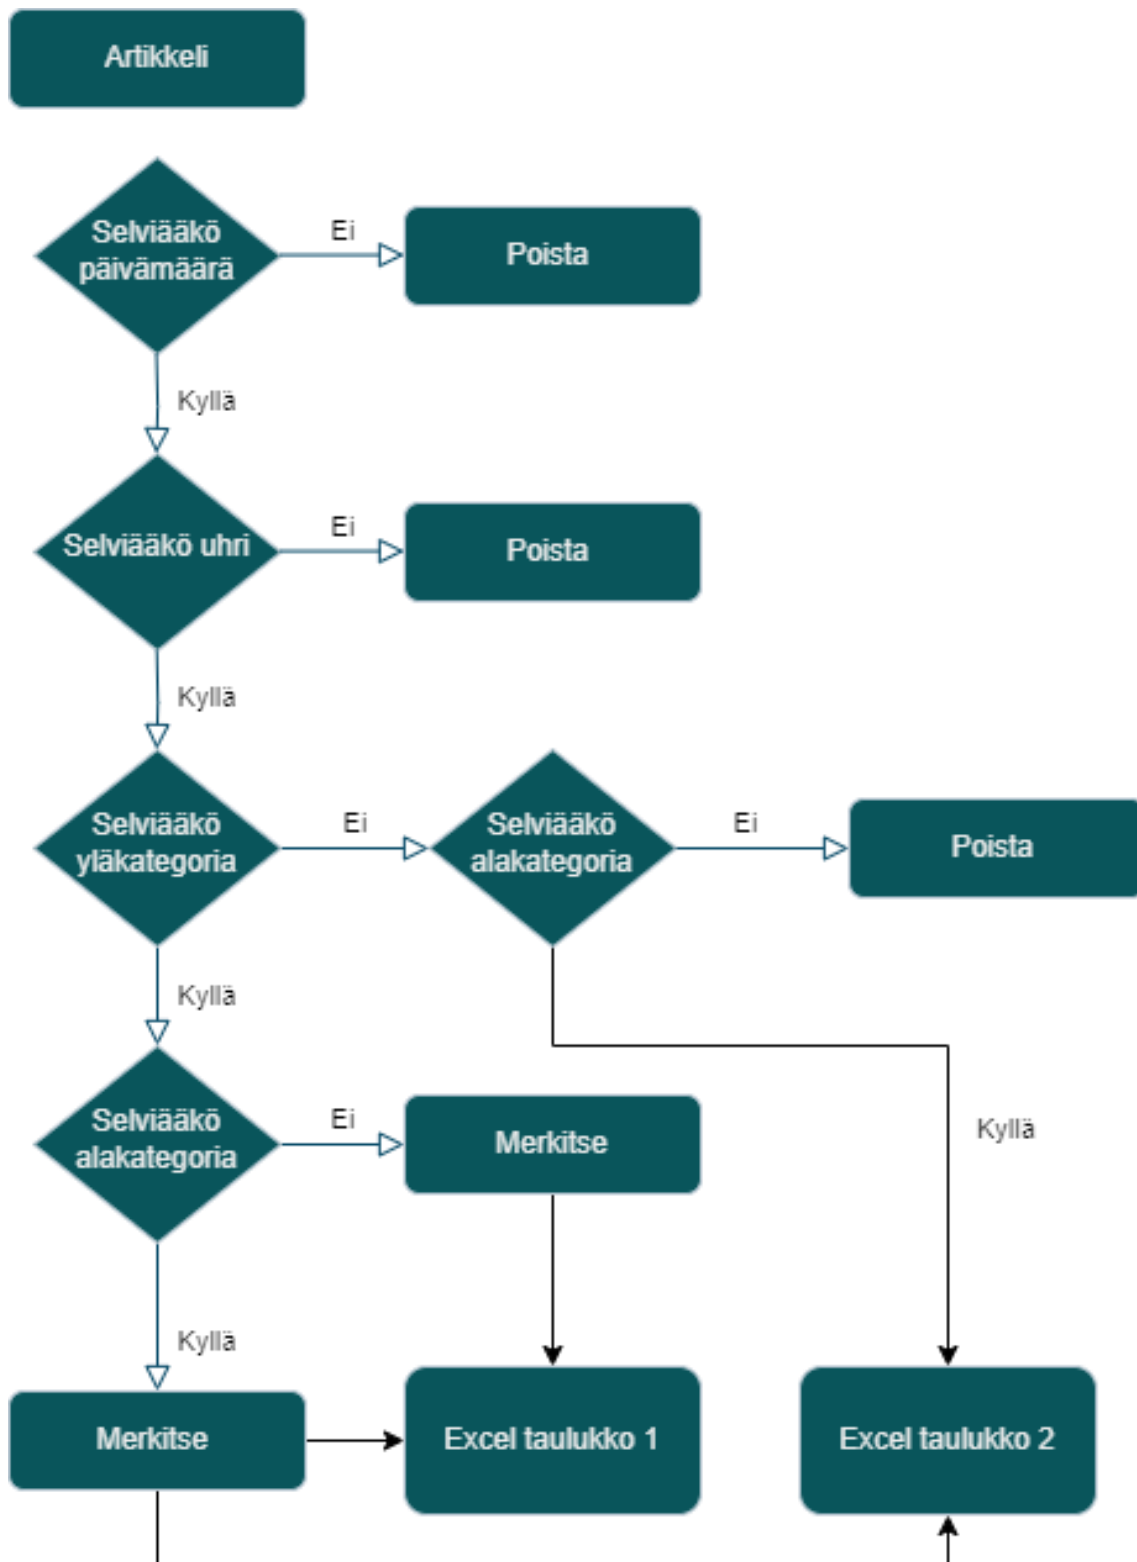 Artikkeli
Selviääkö
päivämäärä
Ei
Poista
Kyllä
Selviääkö uhri
Ei
Poista
Kyllä
Selviääkö
yläkategoria
Ei
Selviääkö
alakategoria
Ei
Poista
Kyllä
Selviääkö
alakategoria
Ei
Merkitse
Kyllä
Kyllä
Merkitse
Excel taulukko 1
Excel taulukko 2